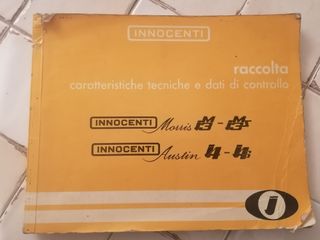 INNOCENTI
raccolta
caratteristiche tecniche e dati di controllo
INNOCENTI Morris
INNOCENTI Austin
j